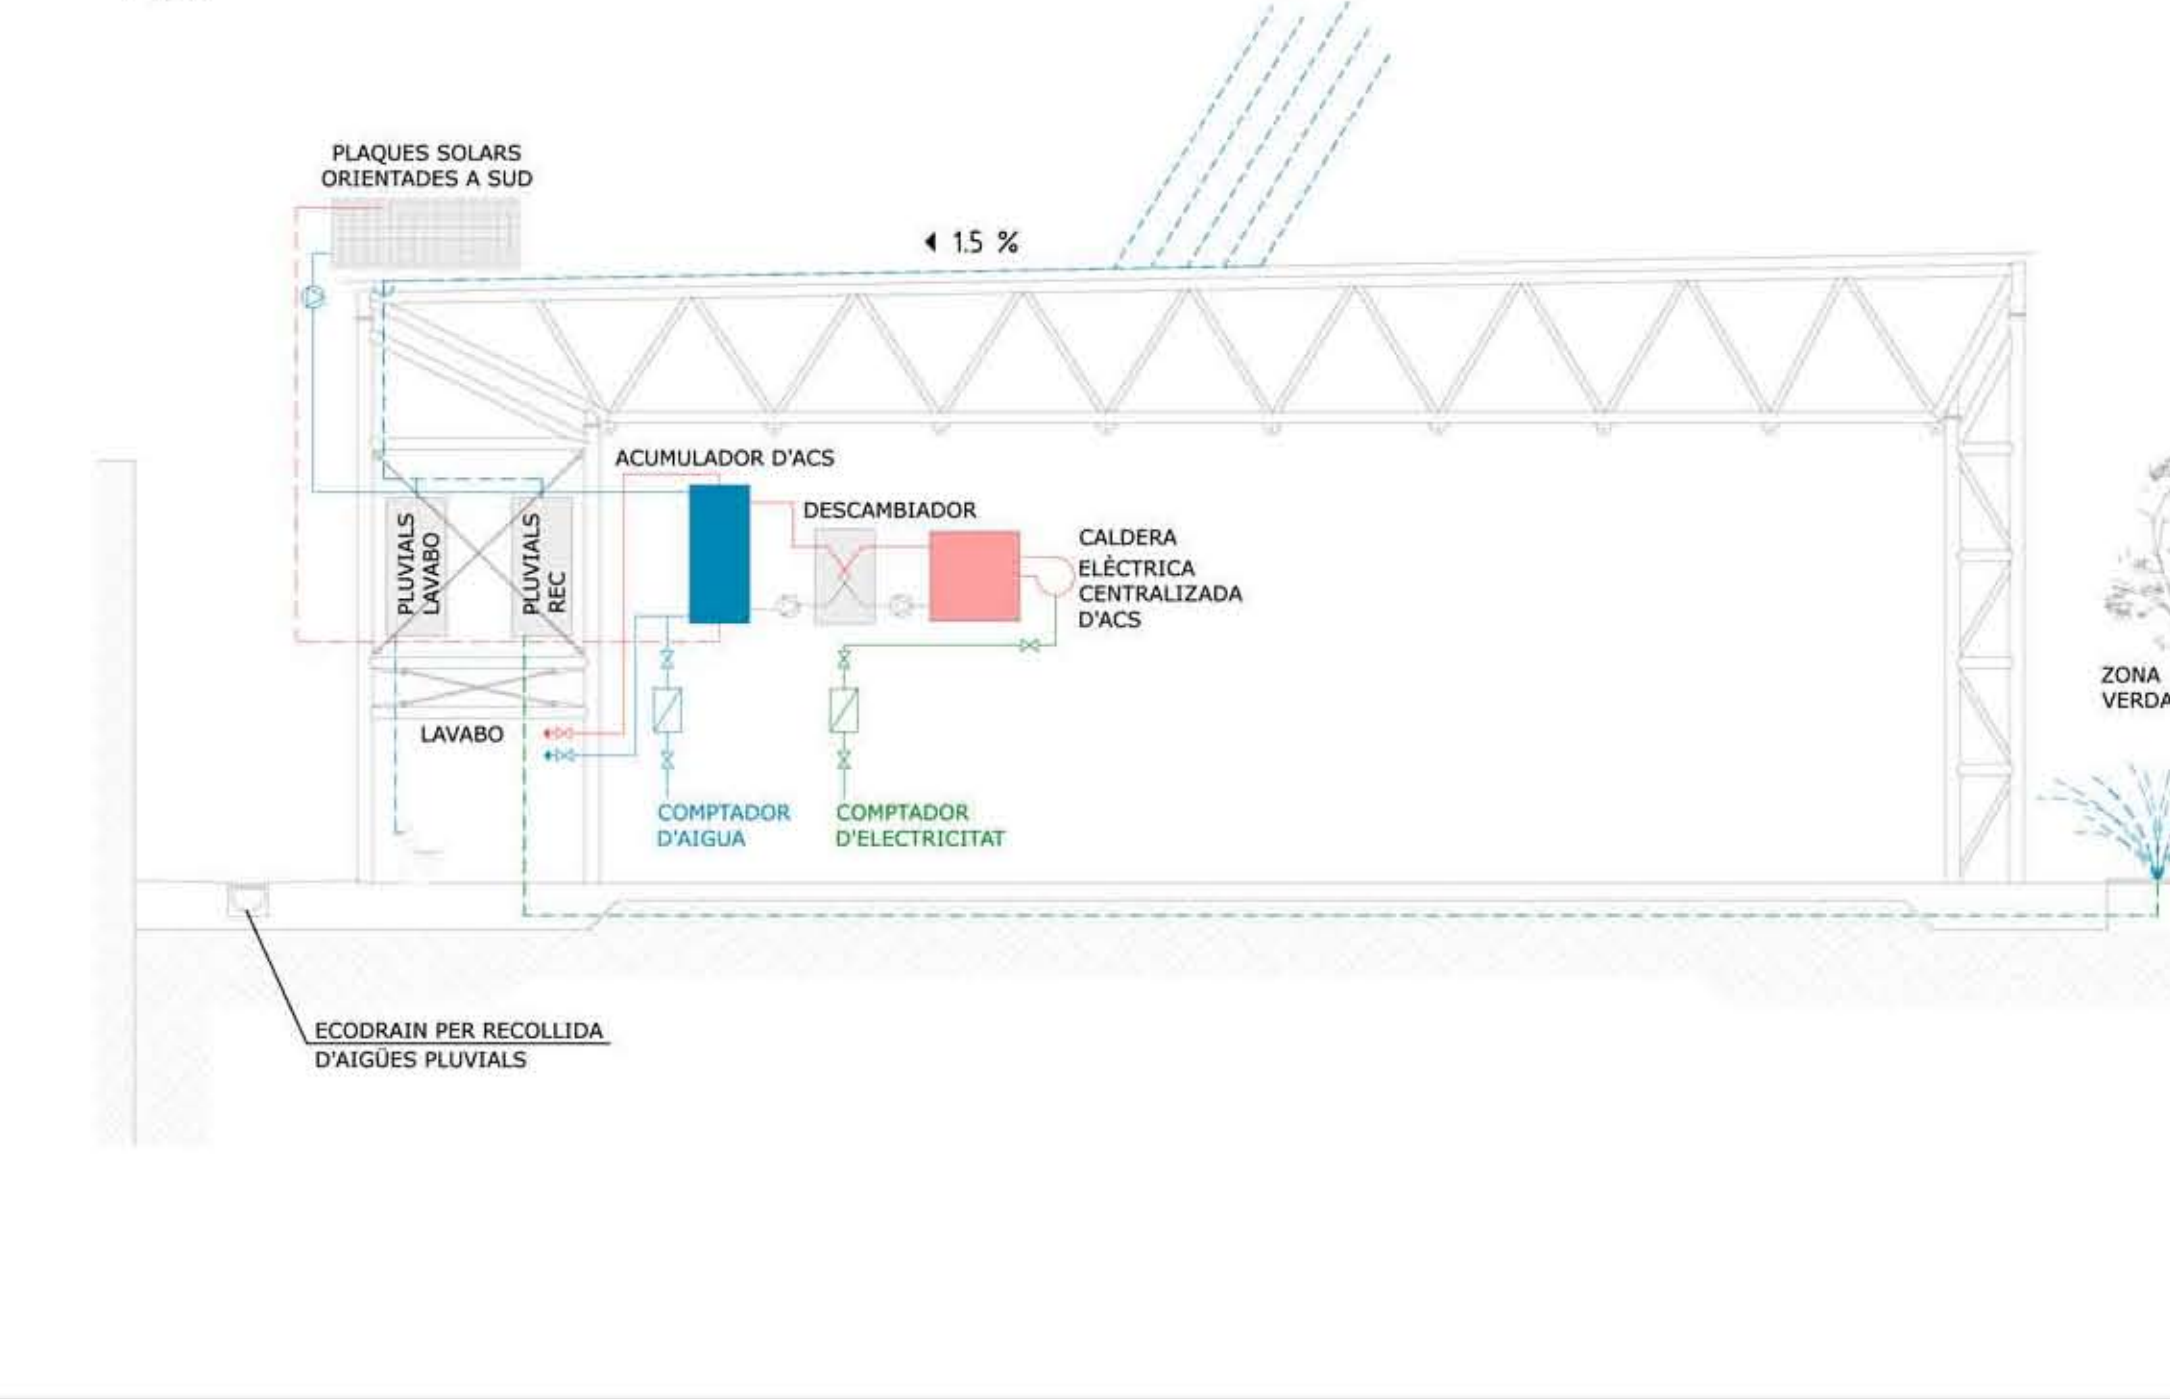 PLAQUES SOLARS
ORIENTADES A SUD
1.5 %
ACUMULADOR D'ACS
DESCAMBIADOR
CALDERA
ELÈCTRICA
CENTRALIZADA
D'ACS
PLUVIALS
LAVABO
PLUVIALS
REC
ZONA
VERDA
LAVABO
COMPTADOR
D'AIGUA
COMPTADOR
D'ELECTRICITAT
ECODRAIN PER RECOLLIDA
D'AIGÜES PLUVIALS